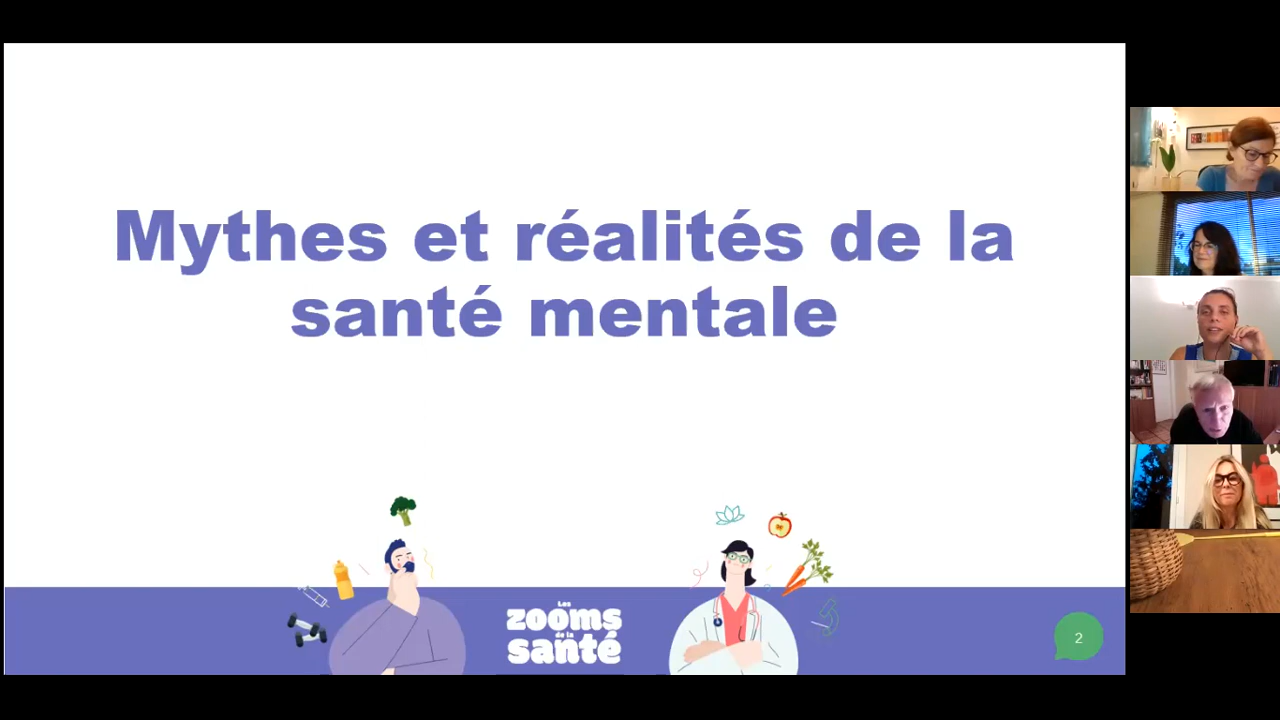 Mythes et réalités de la
santé mentale
Les
zooms
de la
santé
2